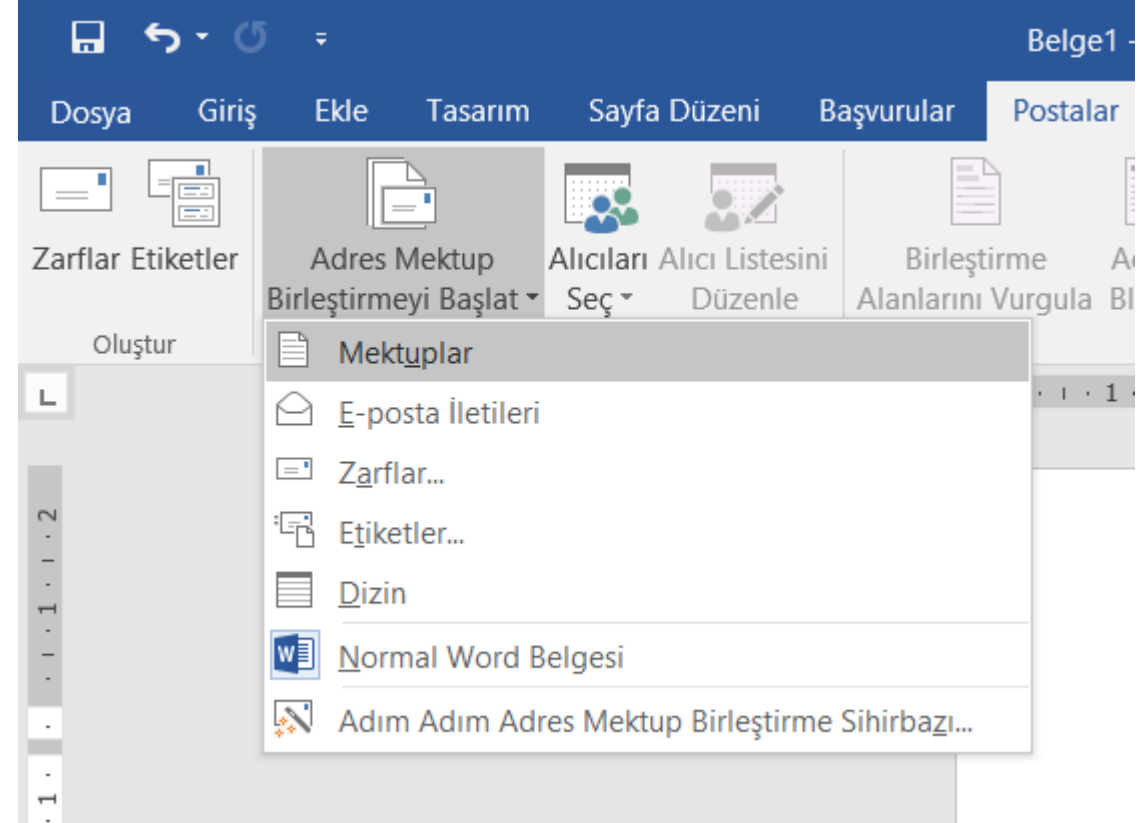 Belge1 -
Dosya Giriş Ekle Tasarım Sayfa Düzeni Başvurular Postalar
Zarflar Etiketler Adres Mektup Birleştirmeyi Başlat Alıcıları Seç Alıcı Listesini Düzenle Birleştirme Alanlarını Vurgula
Oluştur
Mektuplar
E-posta İletileri
Zarflar...
Etiketler...
Dizin
Normal Word Belgesi
Adım Adım Adres Mektup Birleştirme Sihirbazı...